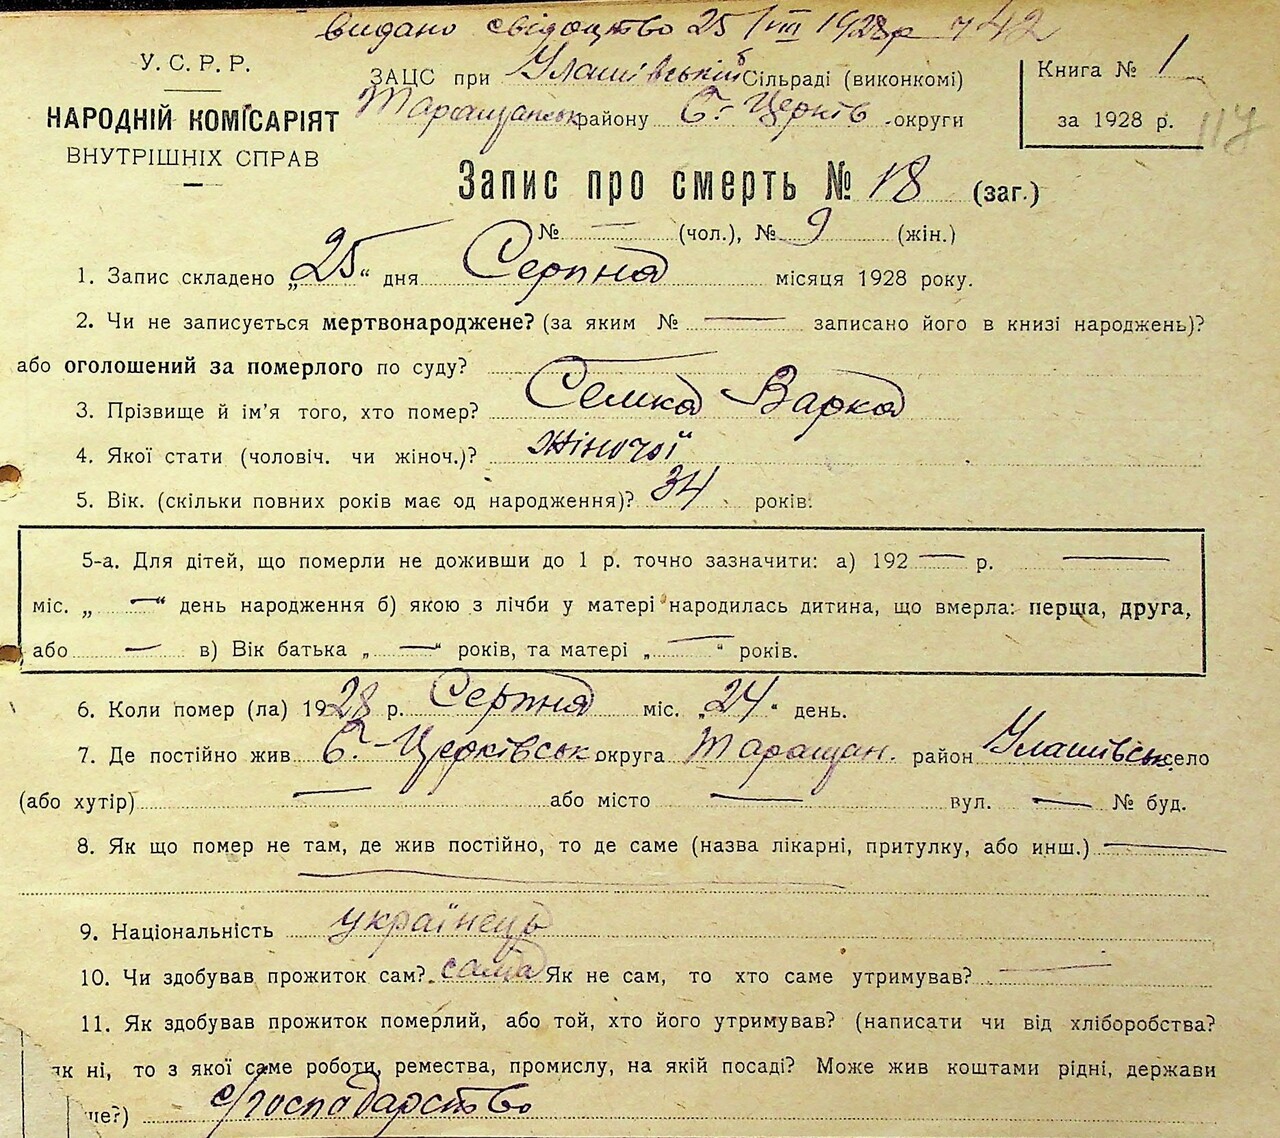 видано свідоцтво 25/VIII 1928 р 742
У. С. Р. Р.
НАРОДНІЙ КОМІСАРІЯТ
ВНУТРІШНІХ СПРАВ
ЗАЦС при Улашівській Сільраді (виконкомі)
Таращанськ району Б.-Церків. округи
Книга № 1
за 1928 р.
117
Запис про смерть № 18 (заг.)
№ — (чол.), № 9 (жін.)
1. Запис складено „25“ дня Серпня місяця 1928 року.
2. Чи не записується мертвонароджене? (за яким № — записано його в книзі народжень)?
або оголошений за померлого по суду? —
3. Прізвище й ім'я того, хто помер? Семка Варка
4. Якої стати (чоловіч. чи жіноч.)? жіночої
5. Вік. (скільки повних років має од народження)? 34 років.
5-а. Для дітей, що померли не доживши до 1 р. точно зазначити: а) 192 — р. —
міс. „ — “ день народження б) якою з лічби у матері народилась дитина, що вмерла: перша, друга,
або — в) Вік батька „ — “ років, та матері „ — “ років.
6. Коли помер (ла) 1928 р. Серпня міс. „24“ день.
7. Де постійно жив Б.-Церківськ округа Таращан. район Улашівськ село
(або хутір) — або місто — вул. — № буд.
8. Як що помер не там, де жив постійно, то де саме (назва лікарні, притулку, або инш.) —
9. Національність українець
10. Чи здобував прожиток сам? сама Як не сам, то хто саме утримував? —
11. Як здобував прожиток померлий, або той, хто його утримував? (написати чи від хліборобства?
як ні, то з якої саме роботи, ремества, промислу, на якій посаді? Може жив коштами рідні, держави
ще?) с/господарство